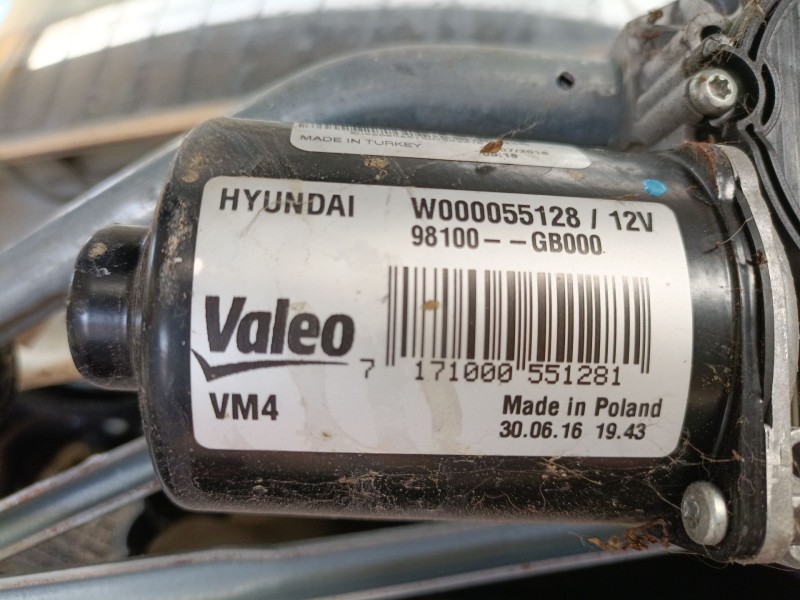 MADE IN TURKEY
HYUNDAI
W000055128 / 12V
98100--GB000
Valeo
7 171000 551281
VM4
Made in Poland
30.06.16 19.43